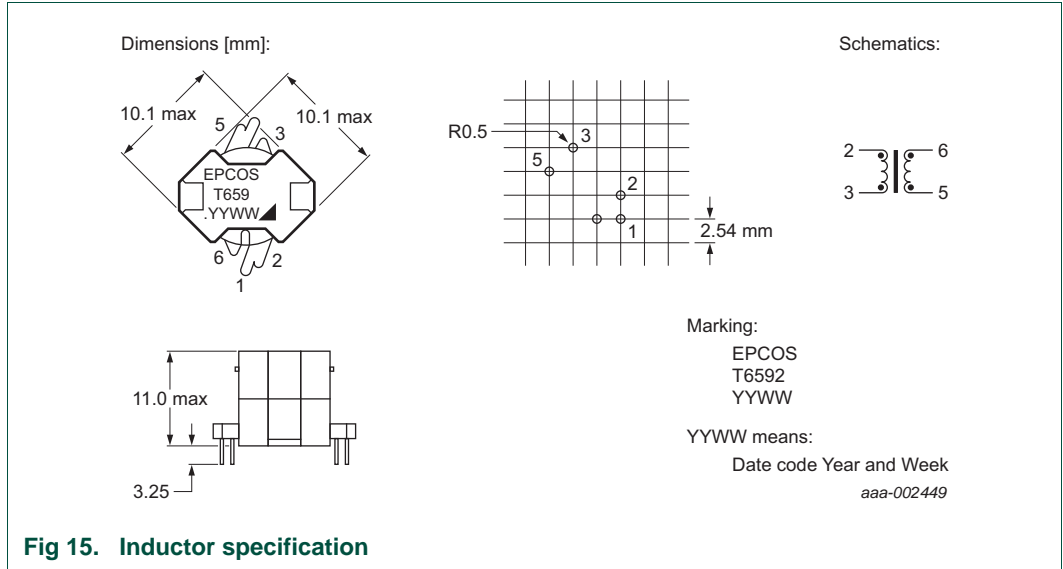 Dimensions [mm]:
Schematics:
10.1 max
10.1 max
5
3
EPCOS
T659
.YYWW
6
2
1
R0.5
3
5
2
1
2.54 mm
2
6
3
5
11.0 max
3.25
Marking:
EPCOS
T6592
YYWW
YYWW means:
Date code Year and Week
aaa-002449
Fig 15. Inductor specification